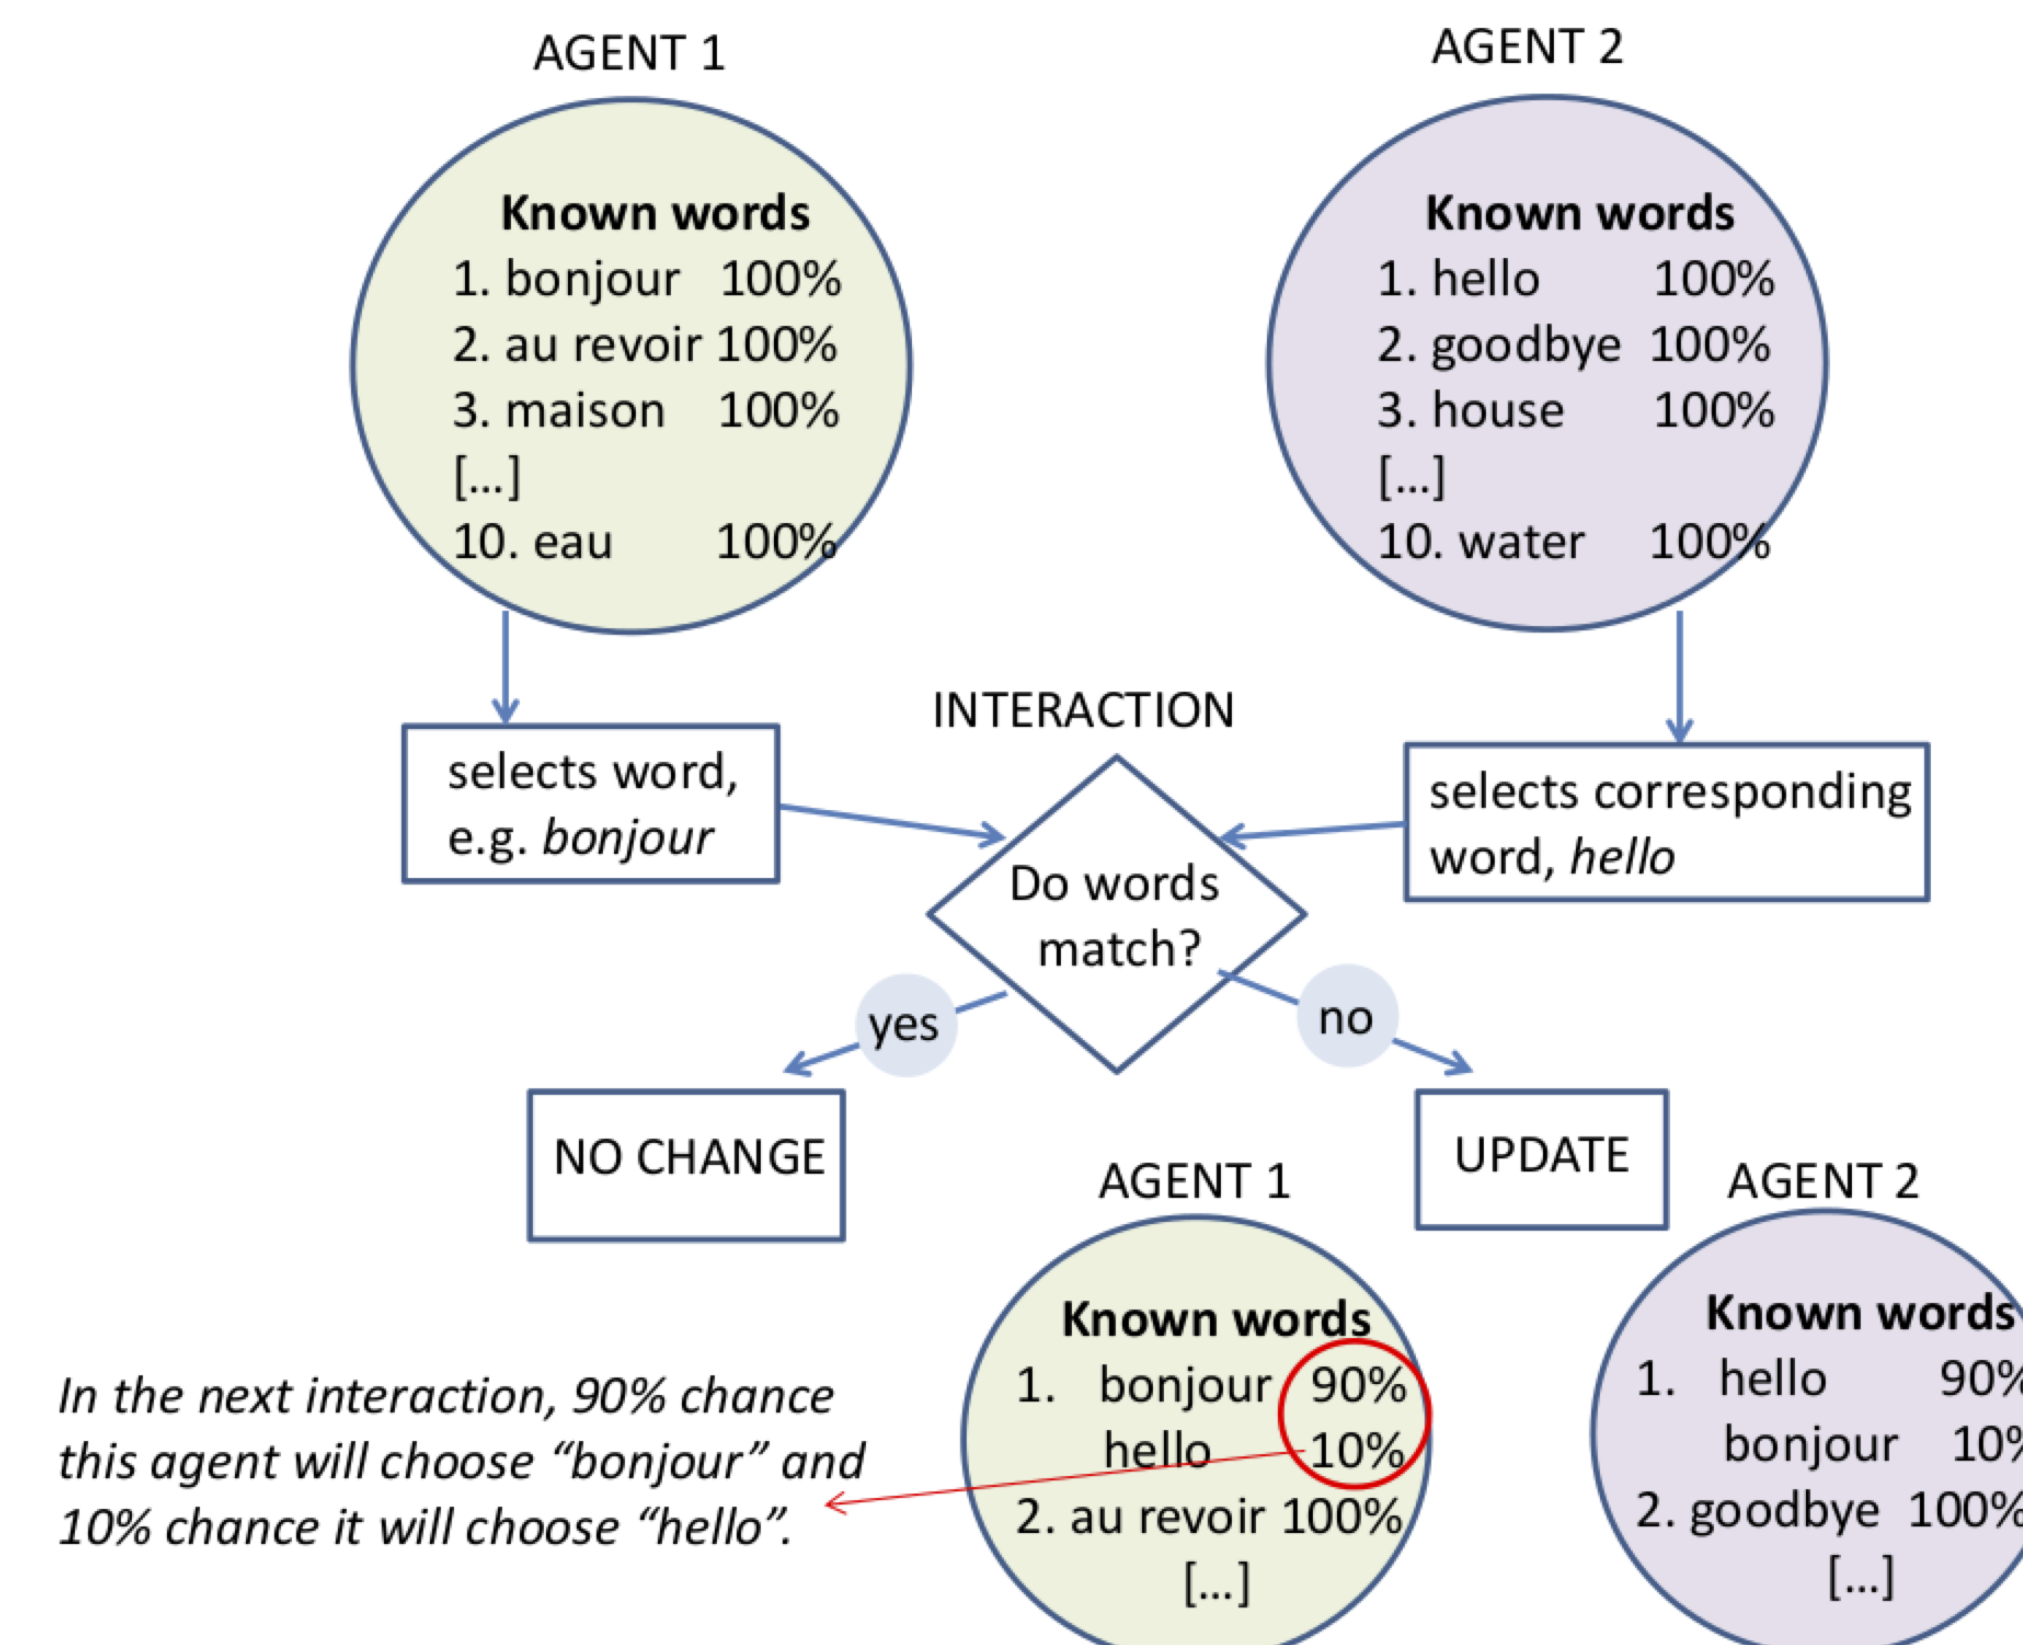 AGENT 1
Known words
1. bonjour 100%
2. au revoir 100%
3. maison 100%
[...]
10. eau 100%
AGENT 2
Known words
1. hello 100%
2. goodbye 100%
3. house 100%
[...]
10. water 100%
selects word,
e.g. bonjour
INTERACTION
Do words
match?
selects corresponding
word, hello
yes
no
NO CHANGE
UPDATE
AGENT 1
Known words
1. bonjour 90%
hello 10%
2. au revoir 100%
[...]
AGENT 2
Known words
1. hello 90%
bonjour 10%
2. goodbye 100%
[...]
In the next interaction, 90% chance
this agent will choose “bonjour” and
10% chance it will choose “hello”.